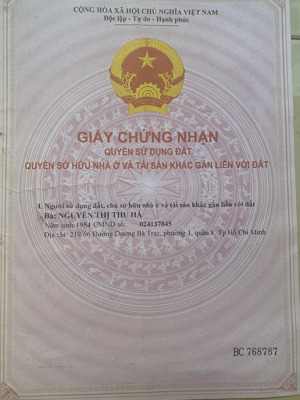 CỘNG HÒA XÃ HỘI CHỦ NGHĨA VIỆT NAM
Độc lập - Tự do - Hạnh phúc
GIẤY CHỨNG NHẬN
QUYỀN SỬ DỤNG ĐẤT
QUYỀN SỞ HỮU NHÀ Ở VÀ TÀI SẢN KHÁC GẮN LIỀN VỚI ĐẤT
I. Người sử dụng đất, chủ sở hữu nhà ở và tài sản khác gắn liền với đất
Bà: NGUYỄN THỊ THU HÀ
Năm sinh: 1954 CMND số: 024137845
Địa chỉ: 219/66 Đường Dương Bá Trạc, phường 1, quận 8, Tp Hồ Chí Minh
BC 768787